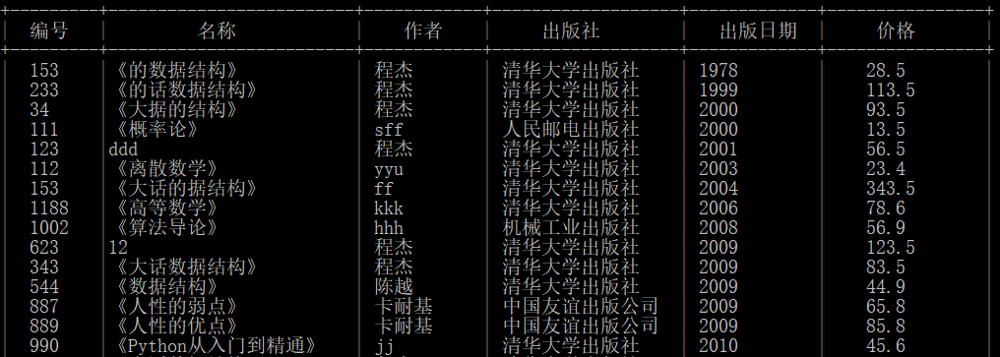 编号 名称 作者 出版社 出版日期 价格
153 《的数据结构》 程杰 清华大学出版社 1978 28.5
233 《的话数据结构》 程杰 清华大学出版社 1999 113.5
34 《大据的结构》 程杰 清华大学出版社 2000 93.5
111 《概率论》 sff 人民邮电出版社 2000 13.5
123 ddd 程杰 清华大学出版社 2001 56.5
112 《离散数学》 yyu 清华大学出版社 2003 23.4
153 《大话的据结构》 ff 清华大学出版社 2004 343.5
1188 《高等数学》 kkk 清华大学出版社 2006 78.6
1002 《算法导论》 hhh 机械工业出版社 2008 56.9
623 12 程杰 清华大学出版社 2009 123.5
343 《大话数据结构》 程杰 清华大学出版社 2009 83.5
544 《数据结构》 陈越 清华大学出版社 2009 44.9
887 《人性的弱点》 卡耐基 中国友谊出版公司 2009 65.8
889 《人性的优点》 卡耐基 中国友谊出版公司 2009 85.8
990 《Python从入门到精通》 jj 清华大学出版社 2010 45.6